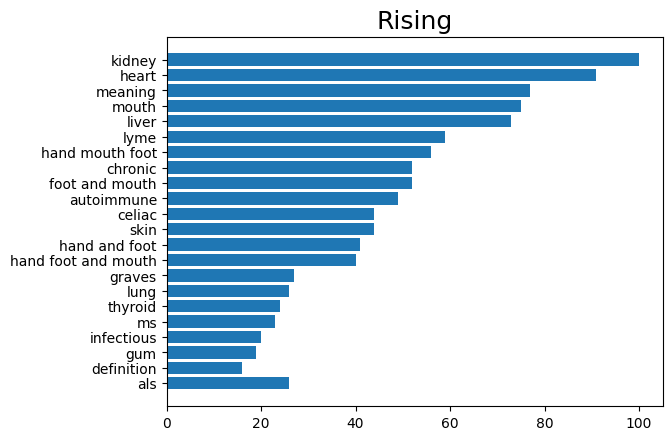 Rising
kidney
heart
meaning
mouth
liver
lyme
hand mouth foot
chronic
foot and mouth
autoimmune
celiac
skin
hand and foot
hand foot and mouth
graves
lung
thyroid
ms
infectious
gum
definition
als
0 20 40 60 80 100